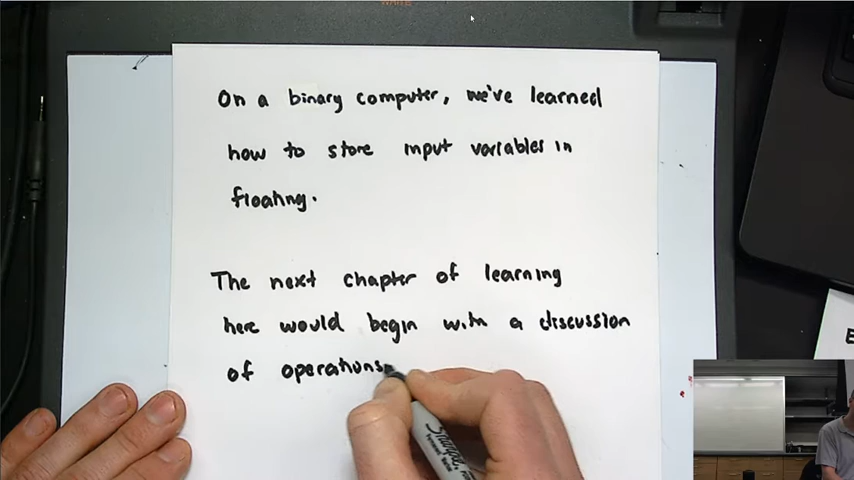 On a binary computer, we've learned
how to store input variables in
floating.
The next chapter of learning
here would begin with a discussion
of operations